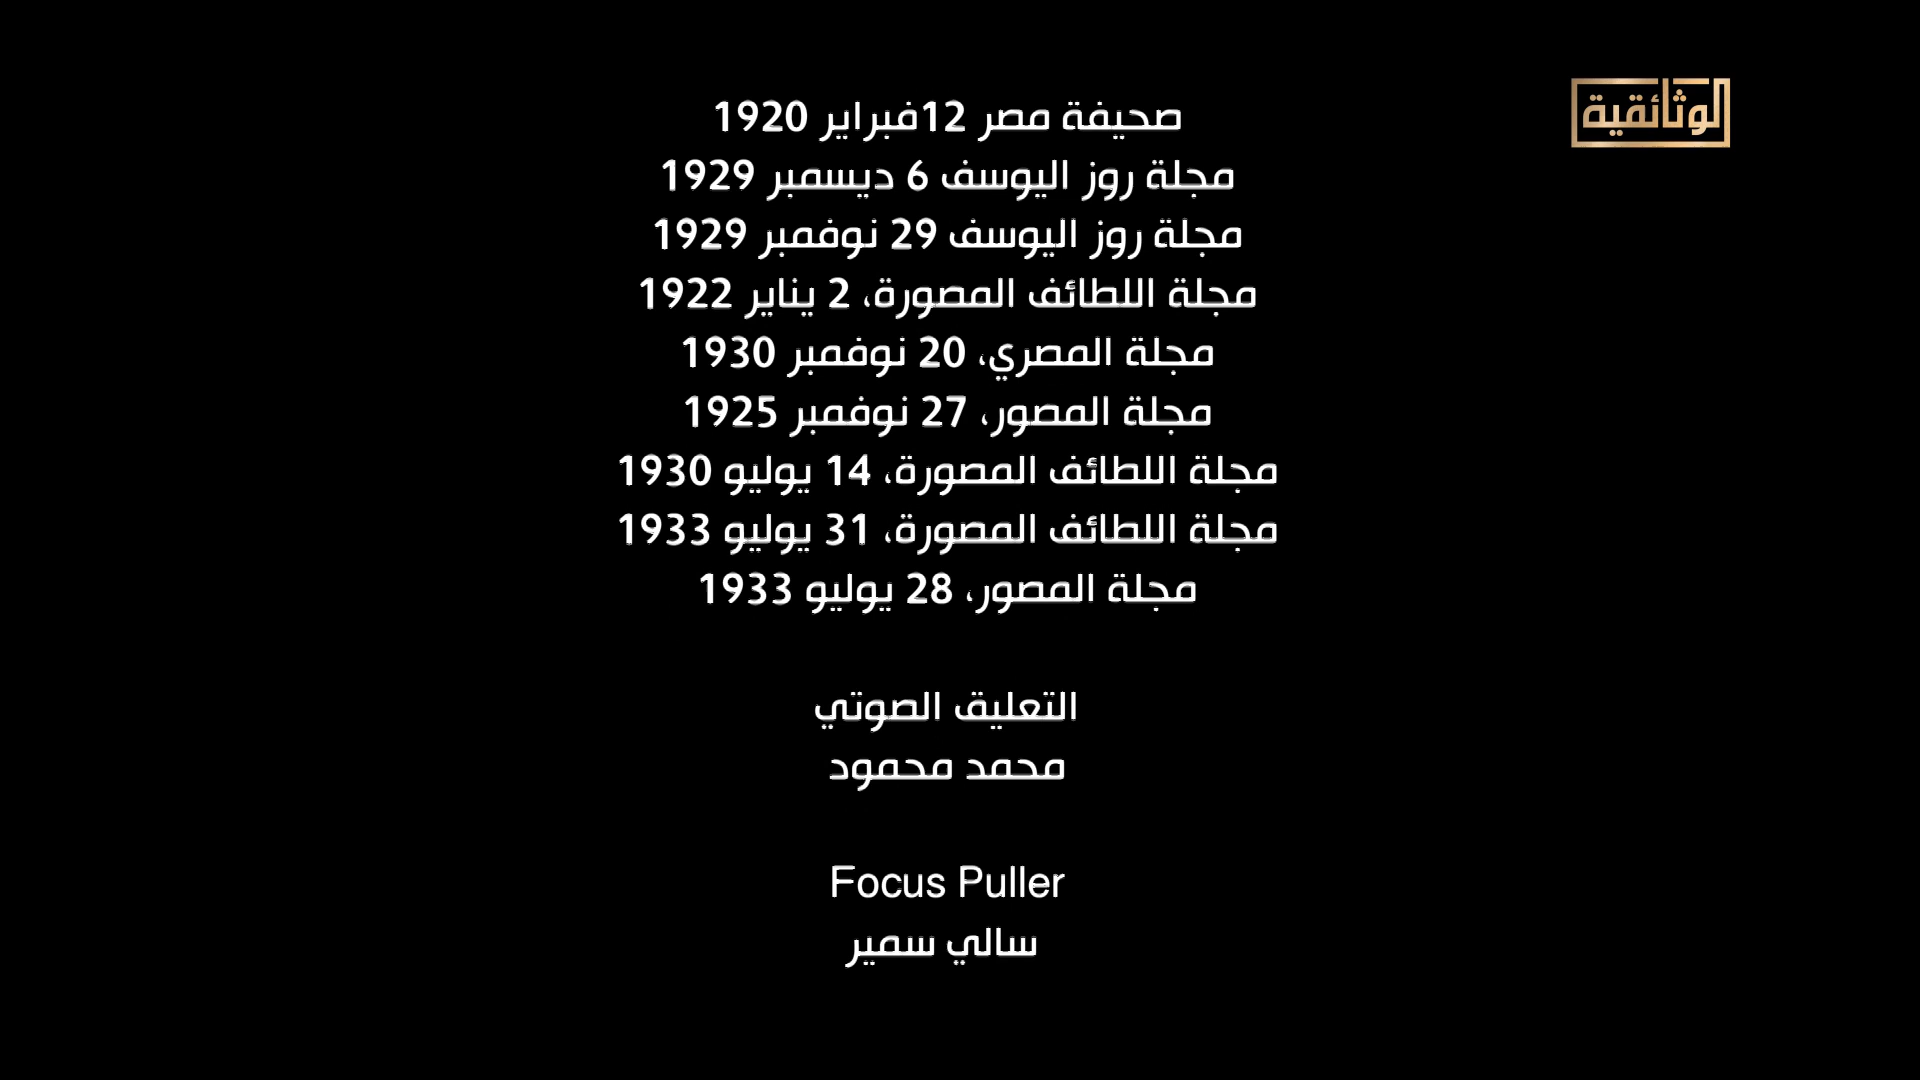 الوثائقية
صحيفة مصر 12فبراير 1920
مجلة روز اليوسف 6 ديسمبر 1929
مجلة روز اليوسف 29 نوفمبر 1929
مجلة اللطائف المصورة، 2 يناير 1922
مجلة المصري، 20 نوفمبر 1930
مجلة المصور، 27 نوفمبر 1925
مجلة اللطائف المصورة، 14 يوليو 1930
مجلة اللطائف المصورة، 31 يوليو 1933
مجلة المصور، 28 يوليو 1933
التعليق الصوتي
محمد محمود
Focus Puller
سالي سمير